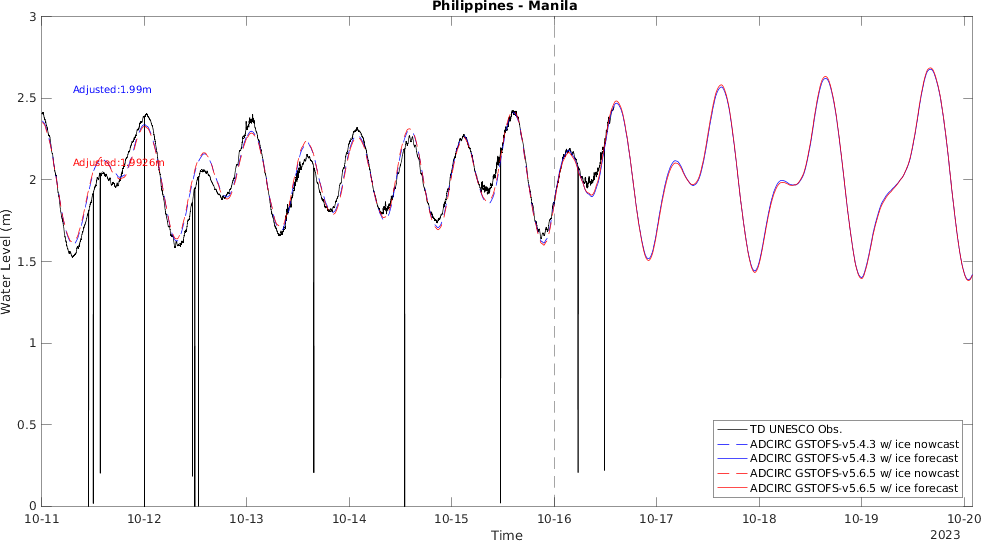 Philippines - Manila
3
2.5
2
1.5
1
0.5
0
Water Level (m)
Adjusted:1.99m
Adjusted:1.9926m
TD UNESCO Obs.
ADCIRC GSTOFS-v5.4.3 w/ ice nowcast
ADCIRC GSTOFS-v5.4.3 w/ ice forecast
ADCIRC GSTOFS-v5.6.5 w/ ice nowcast
ADCIRC GSTOFS-v5.6.5 w/ ice forecast
10-11 10-12 10-13 10-14 10-15 10-16 10-17 10-18 10-19 10-20
Time
2023